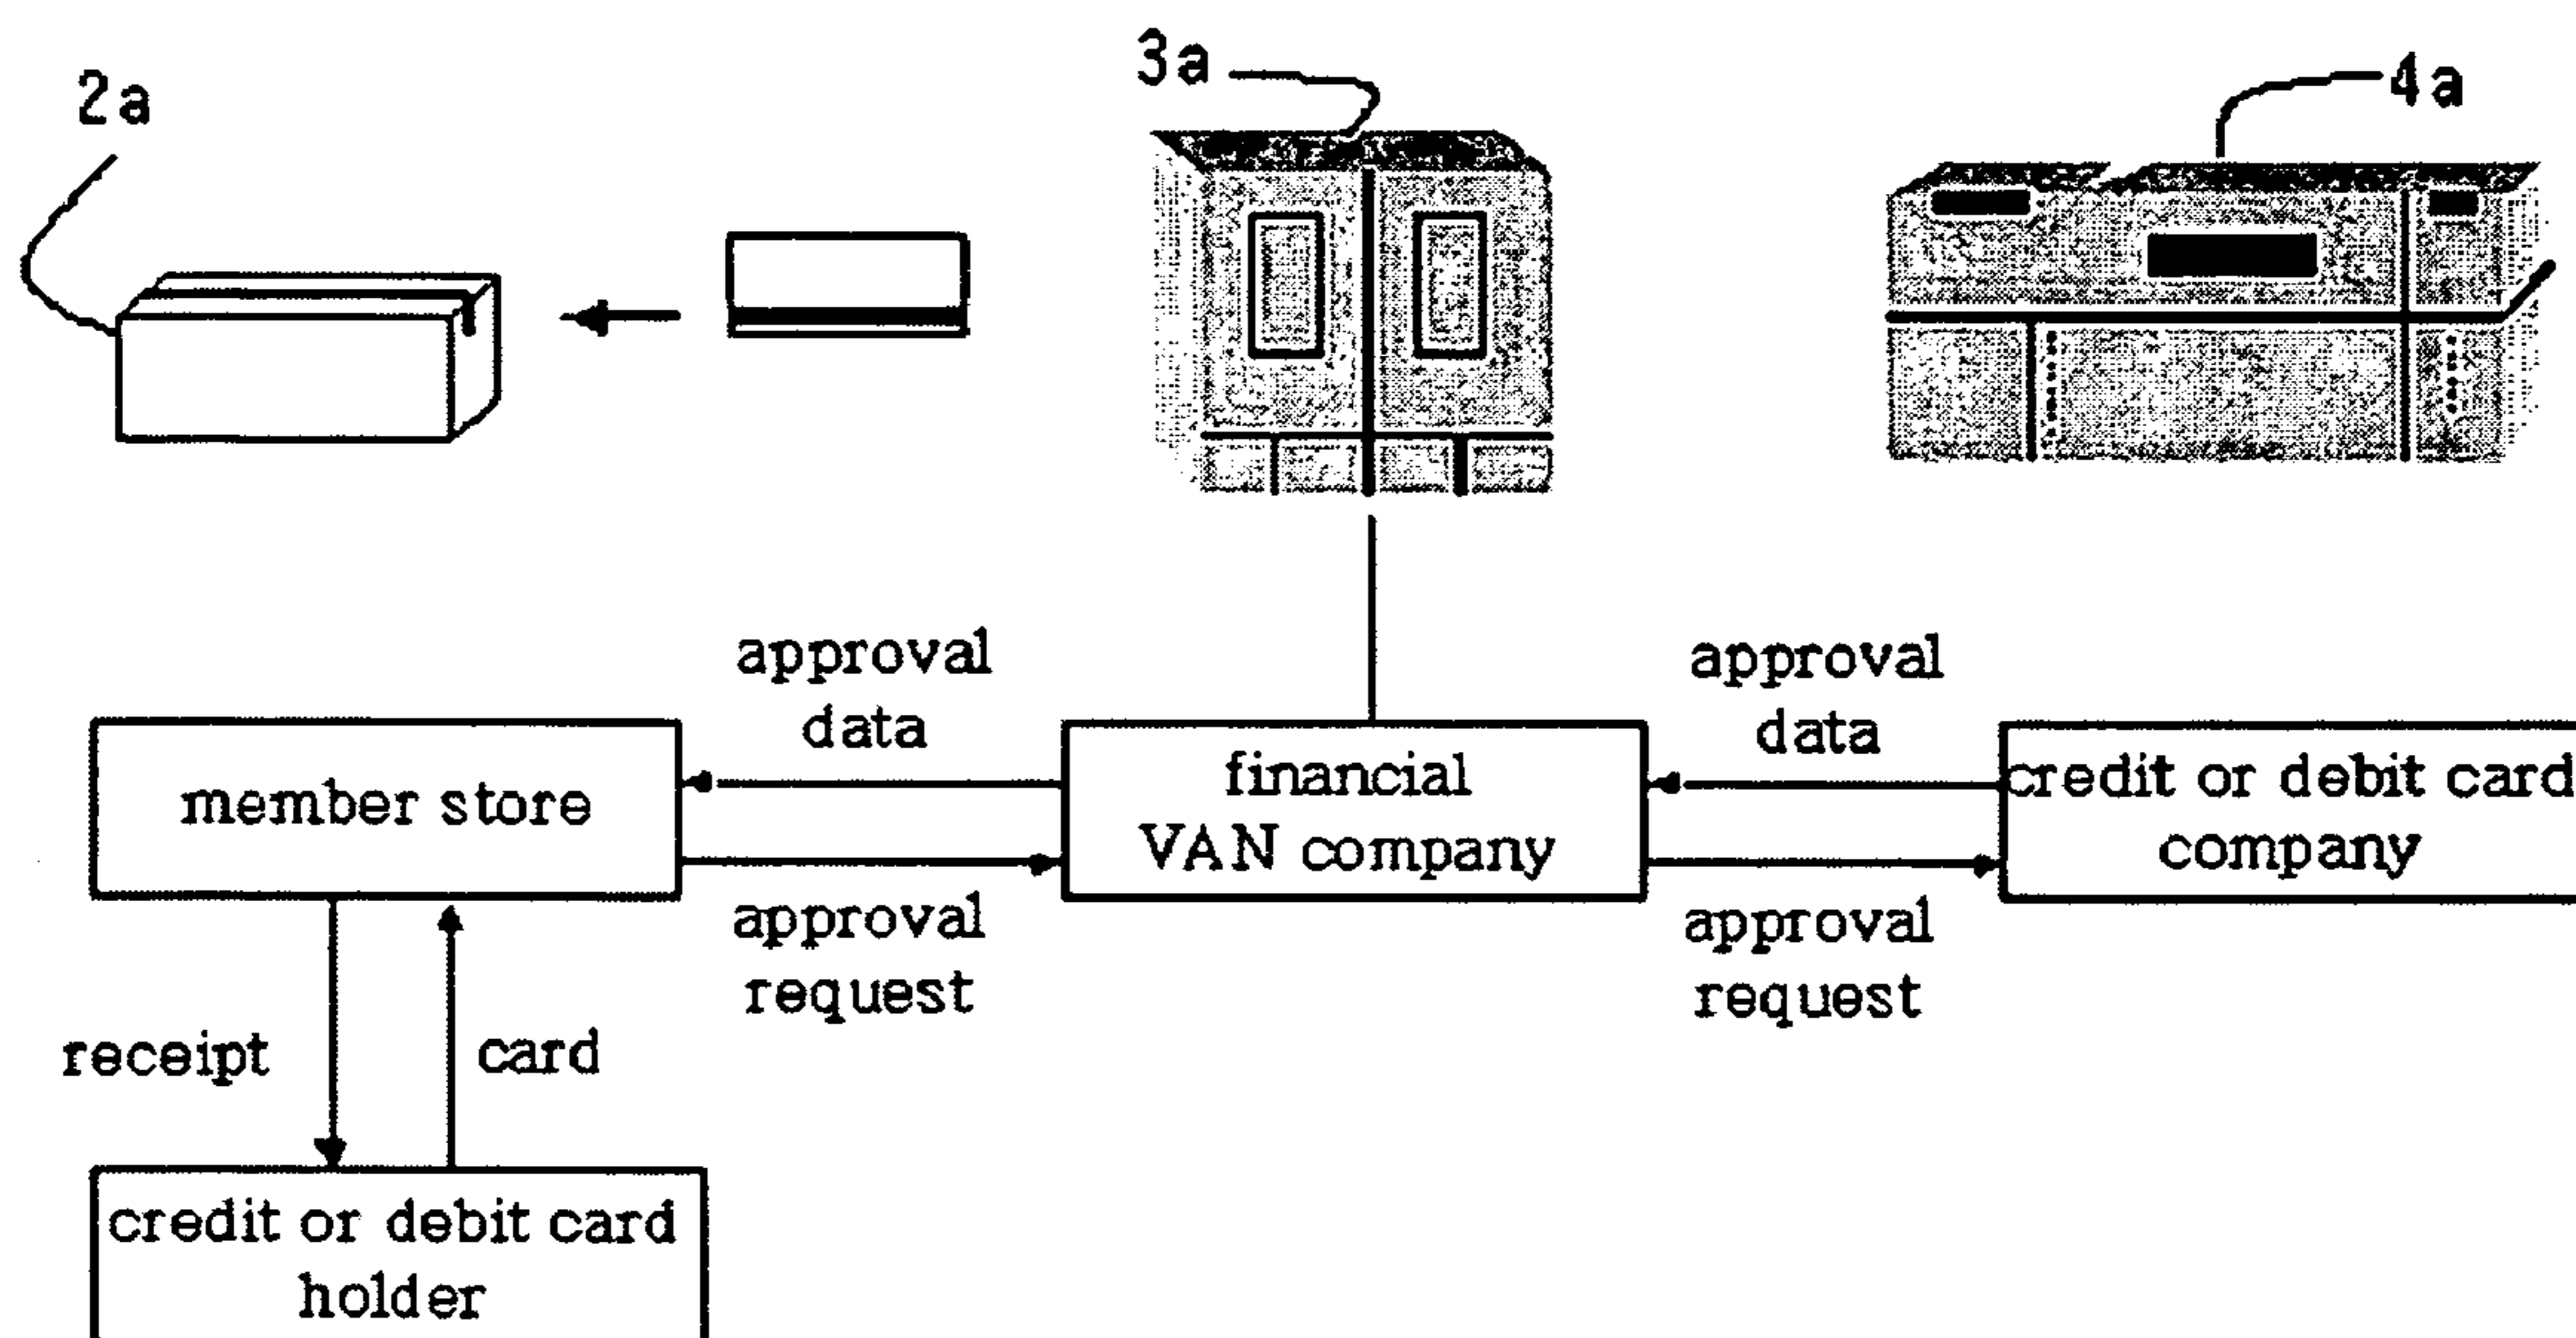 2a
3a
4a
approval
data
approval
data
member store
financial
VAN company
credit or debit card
company
approval
request
approval
request
receipt
card
credit or debit card
holder